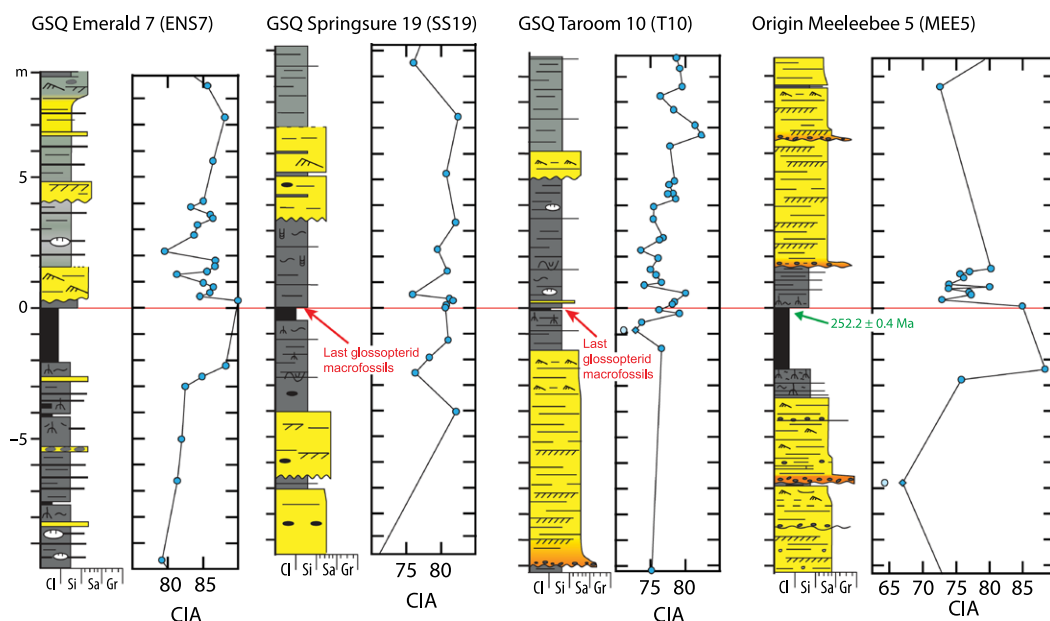 GSQ Emerald 7 (ENS7)
GSQ Springsure 19 (SS19)
GSQ Taroom 10 (T10)
Origin Meeleebee 5 (MEE5)
m
5
0
–5
Last glossopterid
macrofossils
Last
glossopterid
macrofossils
252.2 ± 0.4 Ma
Cl Si Sa Gr
80 85
CIA
Cl Si Sa Gr
75 80
CIA
Cl Si Sa Gr
75 80
CIA
Cl Si Sa Gr
65 70 75 80 85
CIA